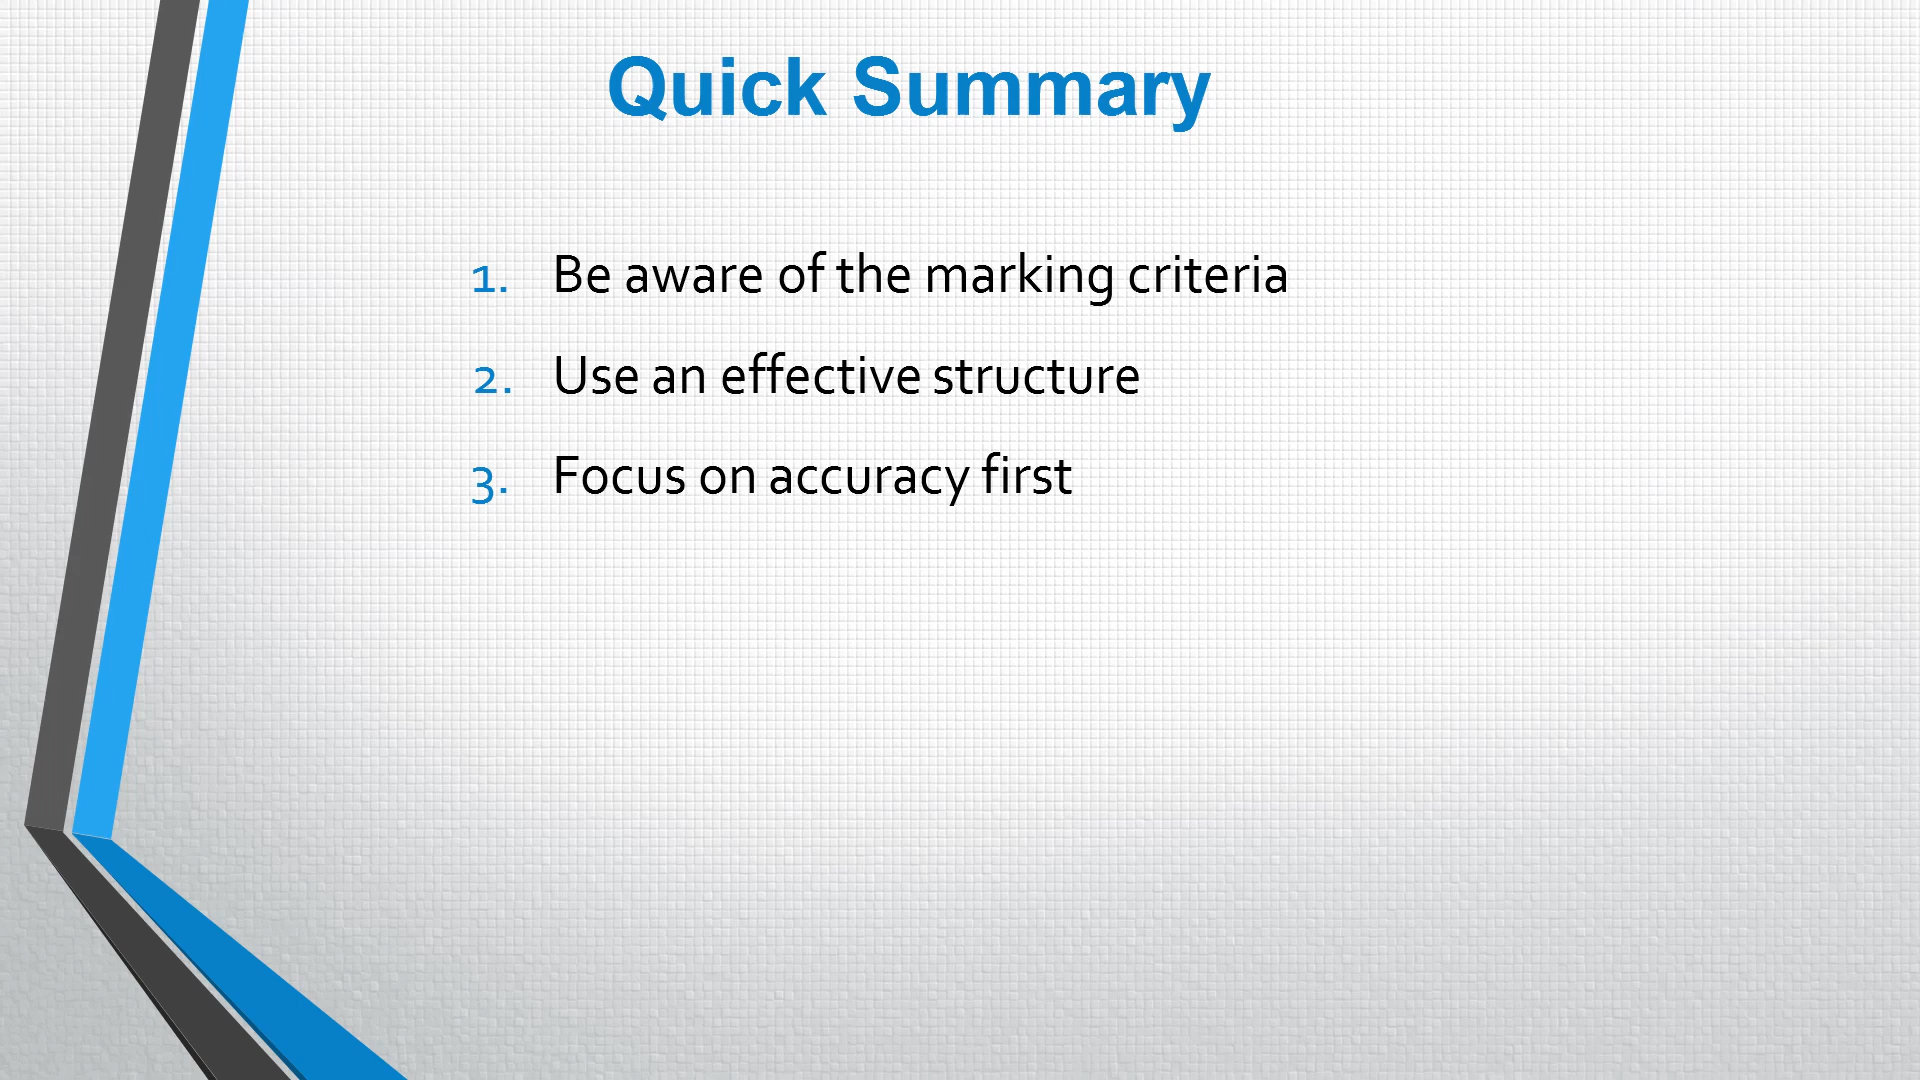 Quick Summary
1. Be aware of the marking criteria
2. Use an effective structure
3. Focus on accuracy first